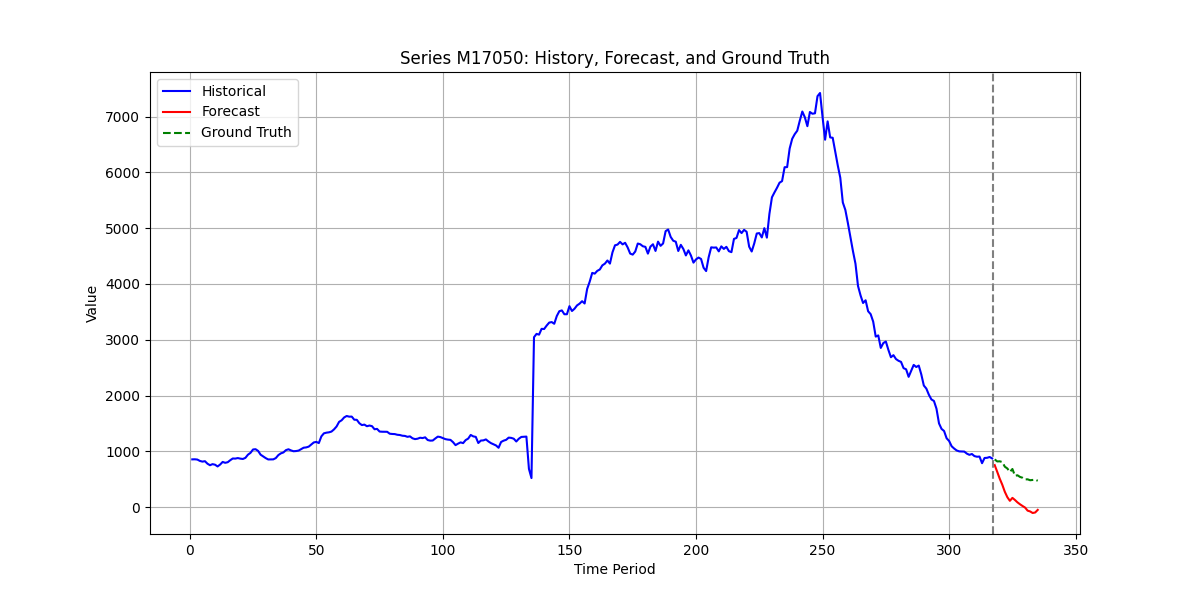 Series M17050: History, Forecast, and Ground Truth
Historical
Forecast
Ground Truth
Value
7000
6000
5000
4000
3000
2000
1000
0
0 50 100 150 200 250 300 350
Time Period